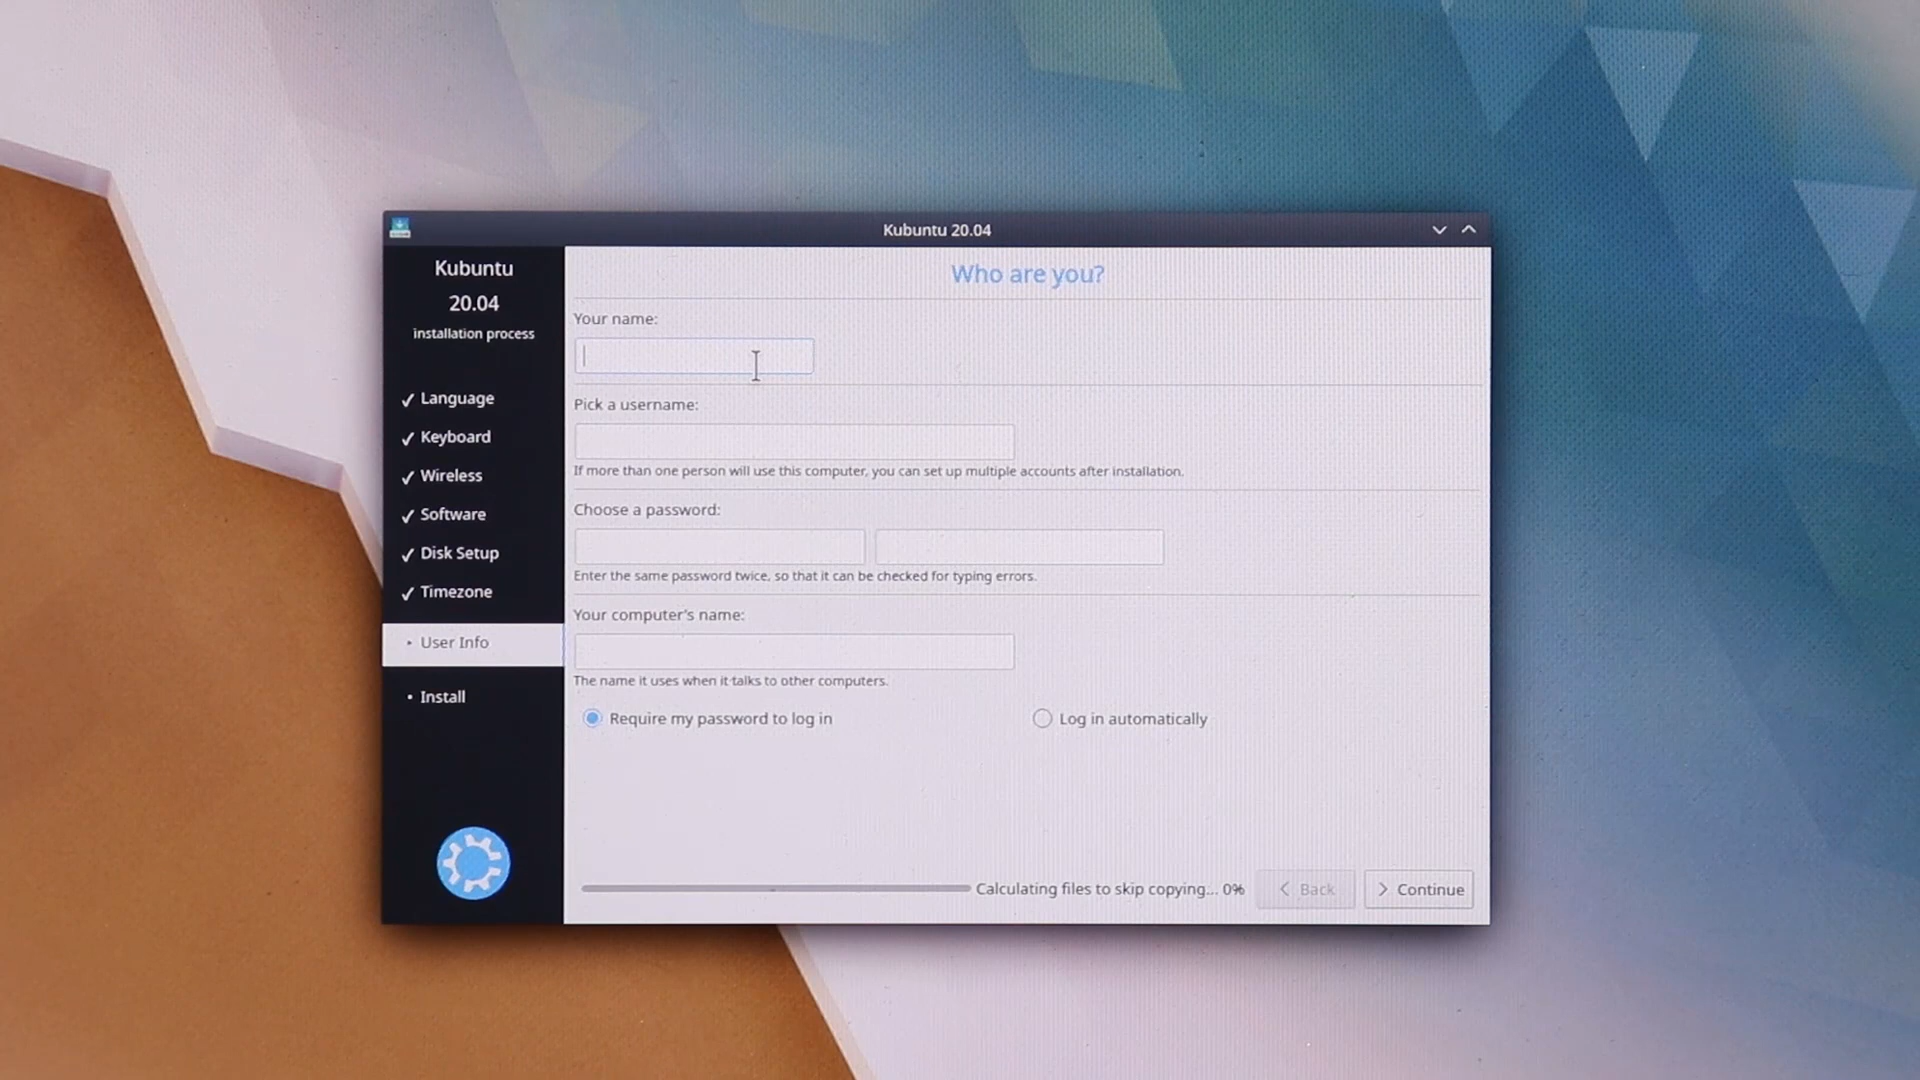 Kubuntu 20.04
Kubuntu
20.04
installation process
✓ Language
✓ Keyboard
✓ Wireless
✓ Software
✓ Disk Setup
✓ Timezone
‣ User Info
• Install
Who are you?
Your name:
Pick a username:
If more than one person will use this computer, you can set up multiple accounts after installation.
Choose a password:
Enter the same password twice, so that it can be checked for typing errors.
Your computer's name:
The name it uses when it talks to other computers.
Require my password to log in
Log in automatically
Calculating files to skip copying... 0%
Back
Continue